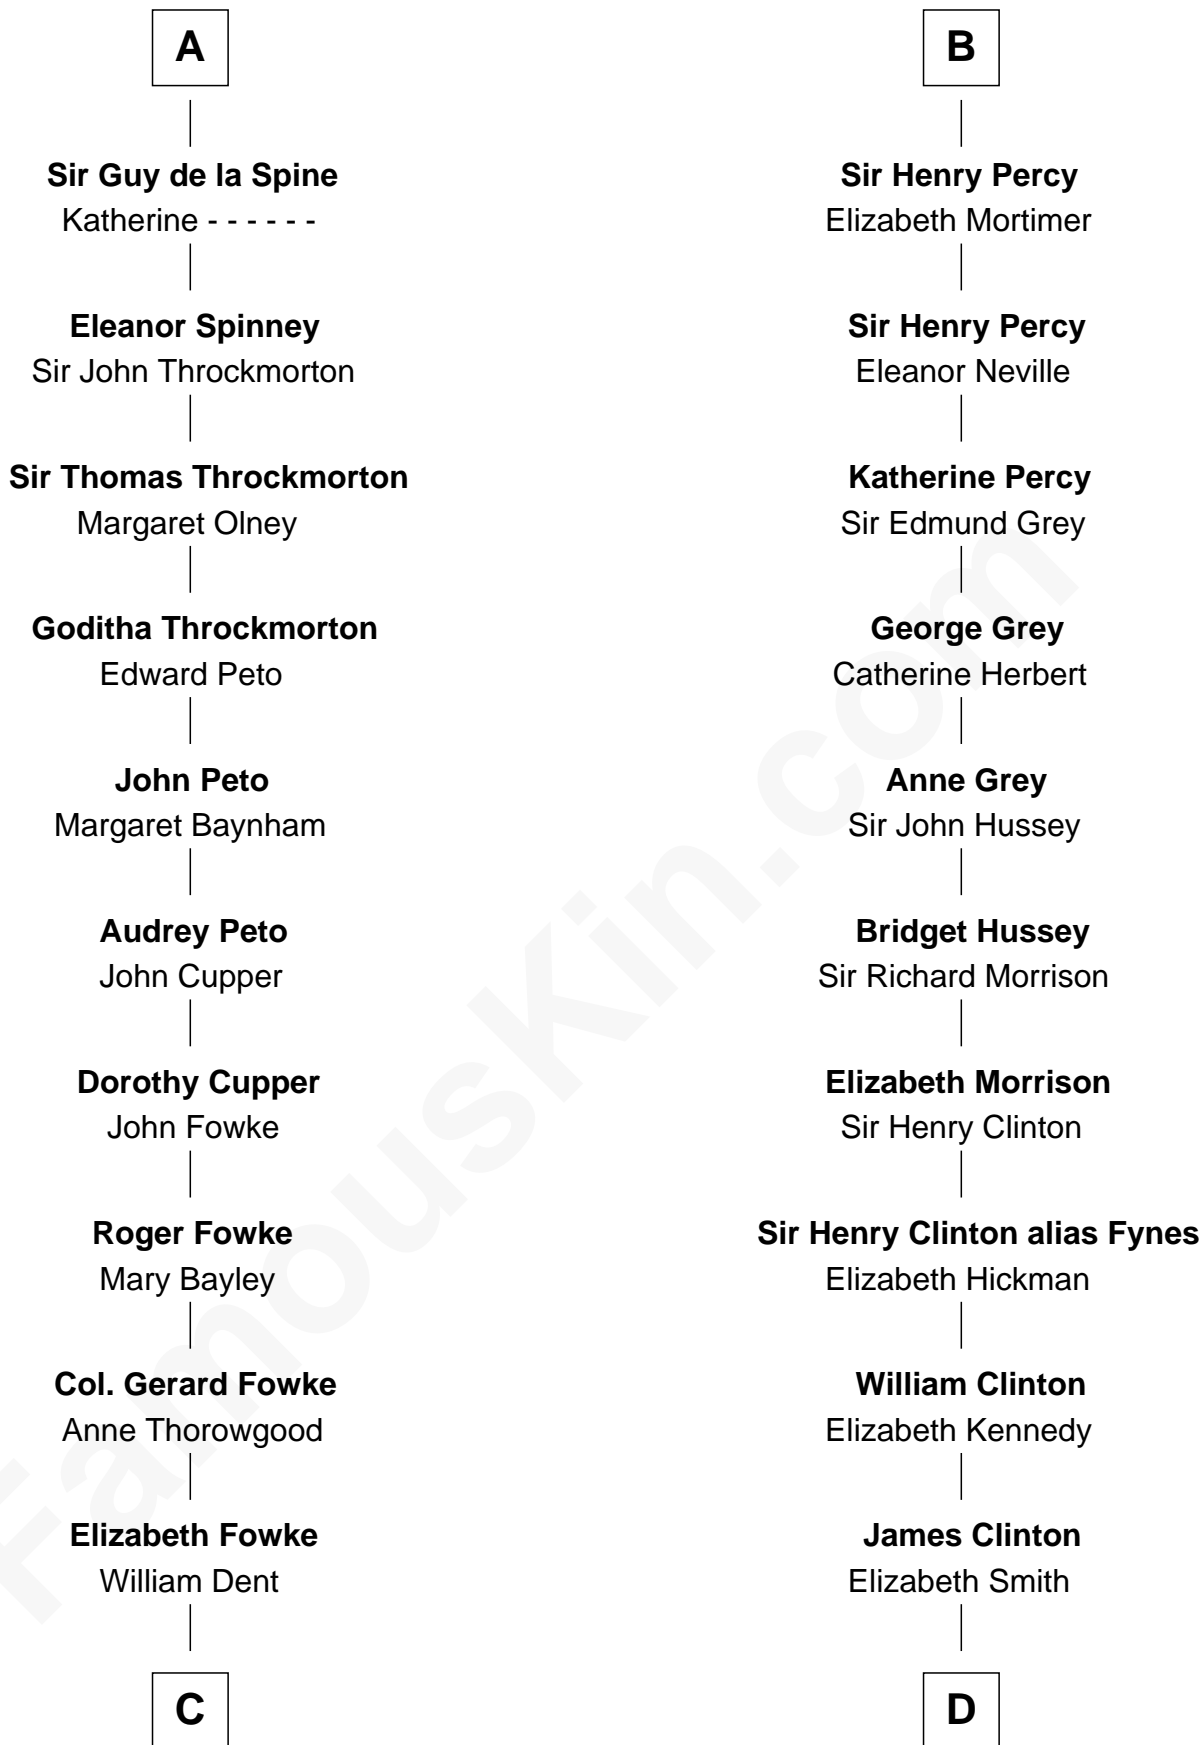 A
Sir Guy de la Spine
Katherine - - - - - -
Eleanor Spinney
Sir John Throckmorton
Sir Thomas Throckmorton
Margaret Olney
Goditha Throckmorton
Edward Peto
John Peto
Margaret Baynham
Audrey Peto
John Cupper
Dorothy Cupper
John Fowke
Roger Fowke
Mary Bayley
Col. Gerard Fowke
Anne Thorowgood
Elizabeth Fowke
William Dent
C
B
Sir Henry Percy
Elizabeth Mortimer
Sir Henry Percy
Eleanor Neville
Katherine Percy
Sir Edmund Grey
George Grey
Catherine Herbert
Anne Grey
Sir John Hussey
Bridget Hussey
Sir Richard Morrison
Elizabeth Morrison
Sir Henry Clinton
Sir Henry Clinton alias Fynes
Elizabeth Hickman
William Clinton
Elizabeth Kennedy
James Clinton
Elizabeth Smith
D
FamousKin.com